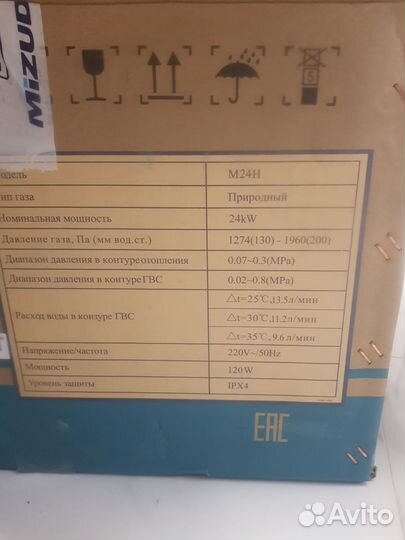 MIZUD
5
одель M24H
ип газа Природный
Номинальная мощность 24kW
Давление газа, Па (мм вод.ст.) 1274(130) - 1960(200)
Диапазон давления в контуре отопления 0.07~0.3(MPa)
Диапазон давления в контуре ГВС 0.02~0.8(MPa)
Расход воды в контуре ГВС
△t=25℃,13.5л/мин
△t=30℃,11.2л/мин
△t=35℃, 9.6 л/мин
Напряжение/частота 220V~/50Hz
Мощность 120W
Уровень защиты IPX4
EAC
Avito